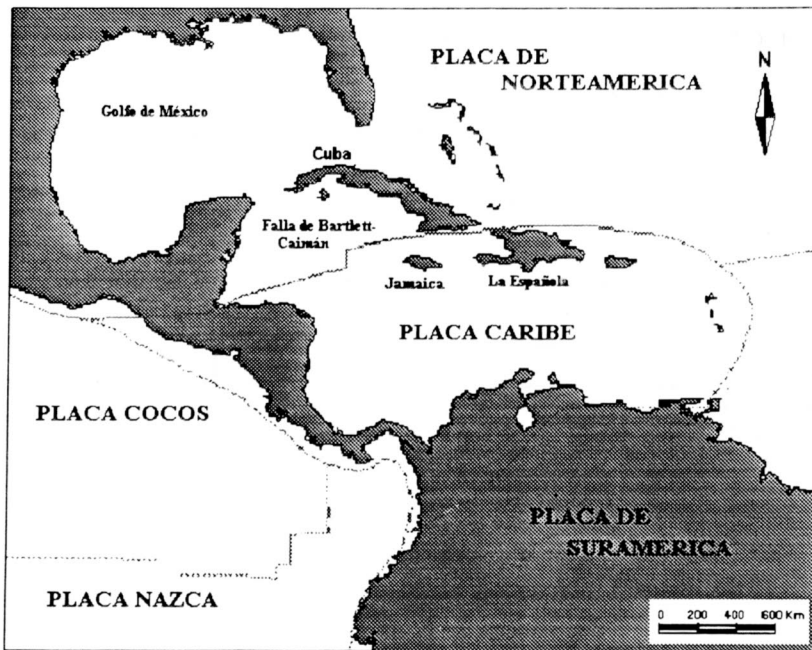 PLACA DE
NORTEAMERICA
N
Golfo de México
Cuba
Falla de Bartlett-
Caimán
Jamaica
La Española
PLACA CARIBE
PLACA COCOS
PLACA DE
SURAMERICA
PLACA NAZCA
0 200 400 600 Km